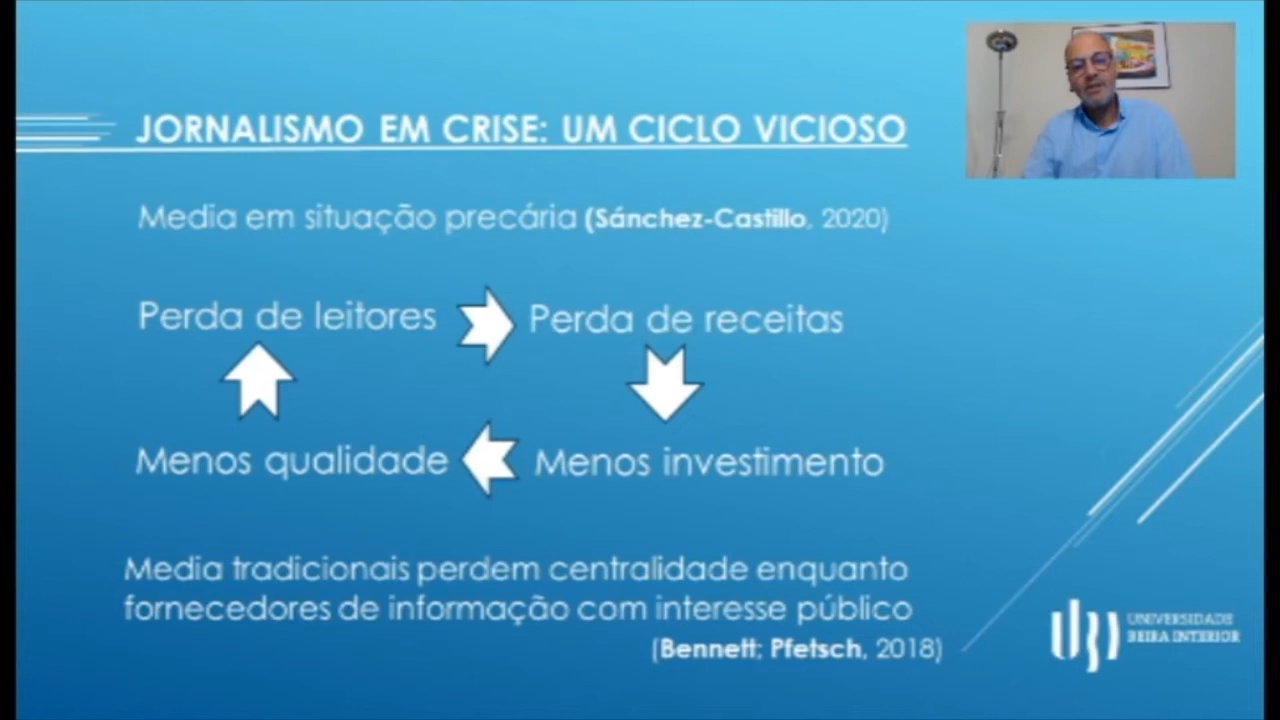 JORNALISMO EM CRISE: UM CICLO VICIOSO
Media em situação precária (Sánchez-Castillo, 2020)
Perda de leitores Perda de receitas
Menos qualidade Menos investimento
Media tradicionais perdem centralidade enquanto
fornecedores de informação com interesse público
(Bennett; Pfetsch, 2018)
UNIVERSIDADE
BEIRA INTERIOR